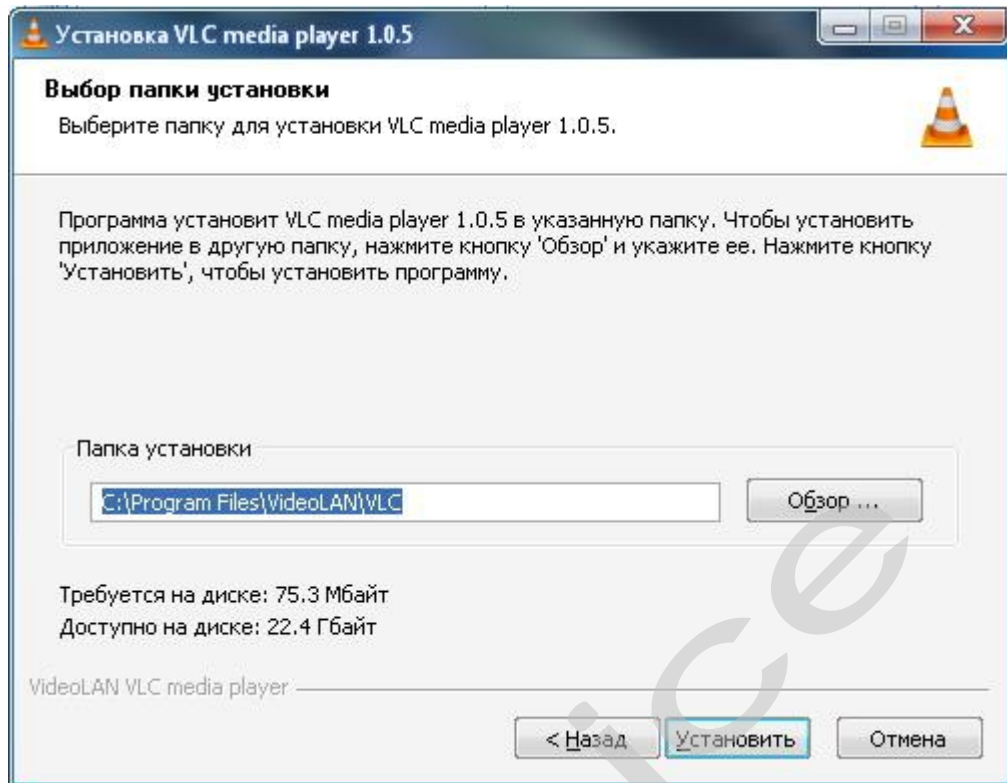 Установка VLC media player 1.0.5
Выбор папки установки
Выберите папку для установки VLC media player 1.0.5.
Программа установит VLC media player 1.0.5 в указанную папку. Чтобы установить
приложение в другую папку, нажмите кнопку 'Обзор' и укажите ее. Нажмите кнопку
'Установить', чтобы установить программу.
Папка установки
C:\Program Files\VideoLAN\VLC
Обзор ...
Требуется на диске: 75.3 Мбайт
Доступно на диске: 22.4 Гбайт
VideoLAN VLC media player
< Назад
Установить
Отмена